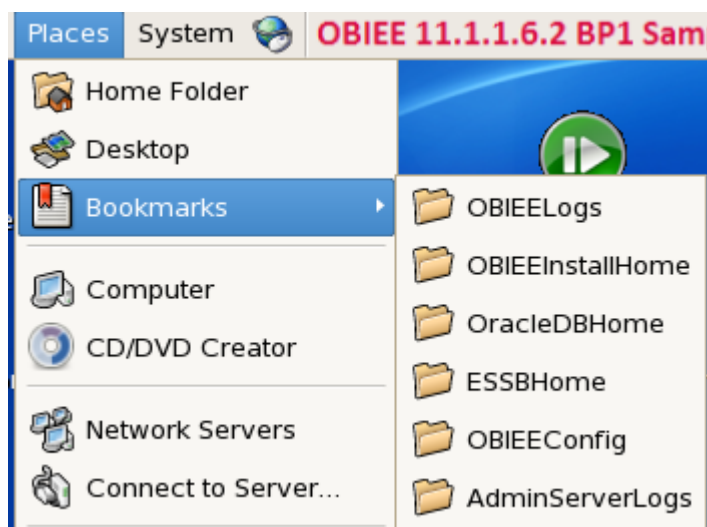 Places System OBIEE 11.1.1.6.2 BP1 Sam
Home Folder
Desktop
Bookmarks
Computer
CD/DVD Creator
Network Servers
Connect to Server...
OBIEELogs
OBIEEInstallHome
OracleDBHome
ESSBHome
OBIEEConfig
AdminServerLogs